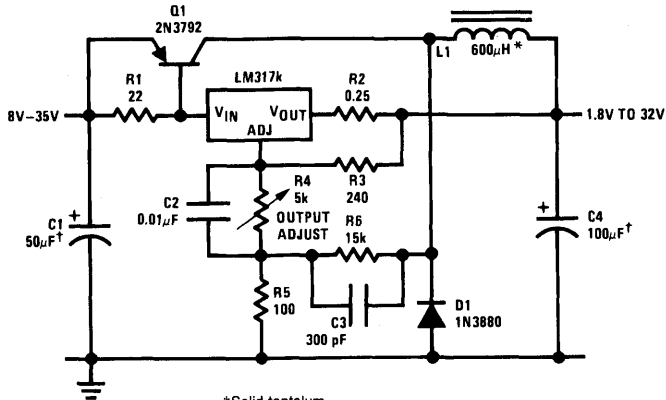 Q1
2N3792
L1
600μH*
R1
22
LM317k
R2
0.25
8V–35V
VIN
VOUT
ADJ
1.8V TO 32V
R4
5k
R3
240
C2
0.01μF
OUTPUT
ADJUST
R6
15k
C1
+
50μF†
+
C4
100μF†
R5
100
C3
300 pF
D1
1N3880
*Solid tantalum